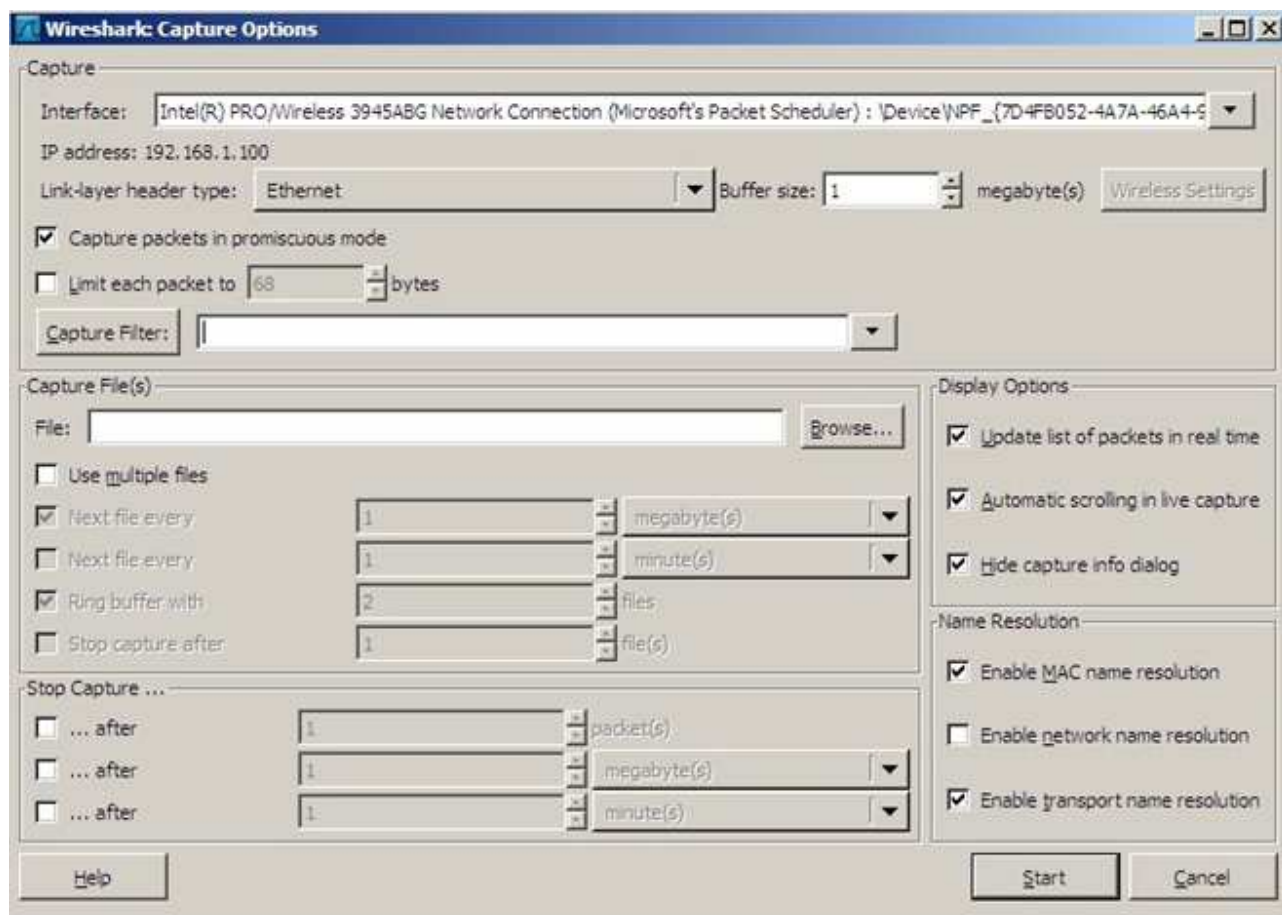 Wireshark: Capture Options
Capture
Interface: Intel(R) PRO/Wireless 3945ABG Network Connection (Microsoft's Packet Scheduler) : \Device\NPF_{7D4FB052-4A7A-46A4-9
IP address: 192.168.1.100
Link-layer header type: Ethernet Buffer size: 1 megabyte(s) Wireless Settings
Capture packets in promiscuous mode
Limit each packet to 68 bytes
Capture Filter:
Capture File(s)
File: Browse...
Use multiple files
Next file every 1 megabyte(s)
Next file every 1 minute(s)
Ring buffer with 2 files
Stop capture after 1 file(s)
Stop Capture ...
... after 1 packet(s)
... after 1 megabyte(s)
... after 1 minute(s)
Display Options
Update list of packets in real time
Automatic scrolling in live capture
Hide capture info dialog
Name Resolution
Enable MAC name resolution
Enable network name resolution
Enable transport name resolution
Help Start Cancel